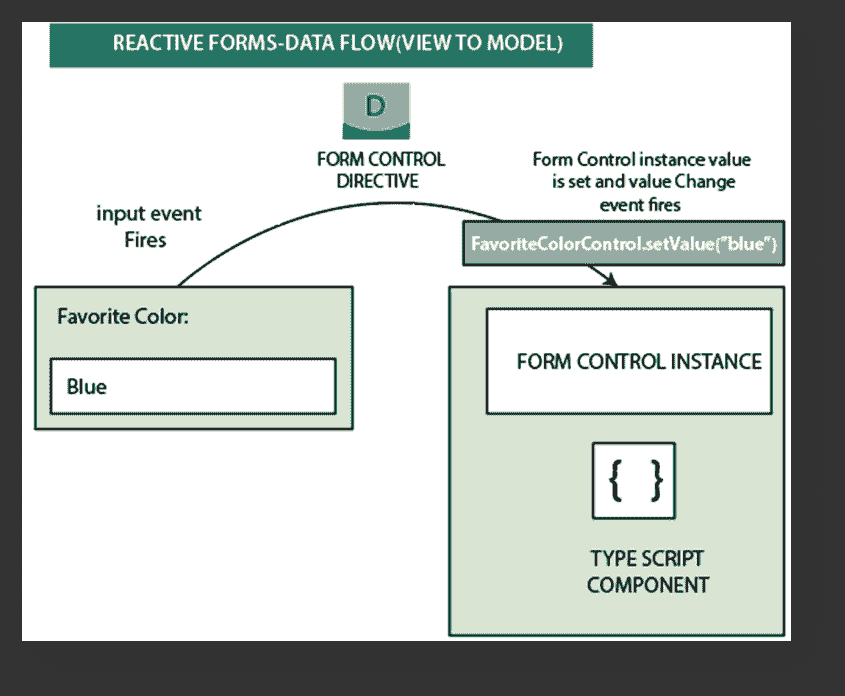 REACTIVE FORMS-DATA FLOW(VIEW TO MODEL)
D
FORM CONTROL
DIRECTIVE
Form Control instance value
is set and value Change
event fires
input event
Fires
FavoriteColorControl.setValue("blue")
Favorite Color:
Blue
FORM CONTROL INSTANCE
{ }
TYPE SCRIPT
COMPONENT